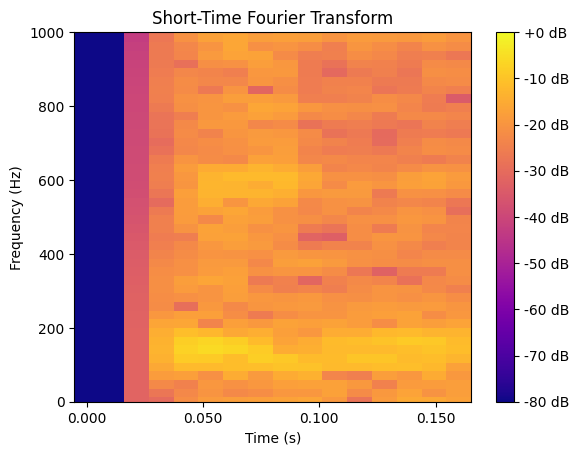 Short-Time Fourier Transform
1000
800
600
400
200
0
Frequency (Hz)
0.000
0.050
0.100
0.150
Time (s)
+0 dB
-10 dB
-20 dB
-30 dB
-40 dB
-50 dB
-60 dB
-70 dB
-80 dB